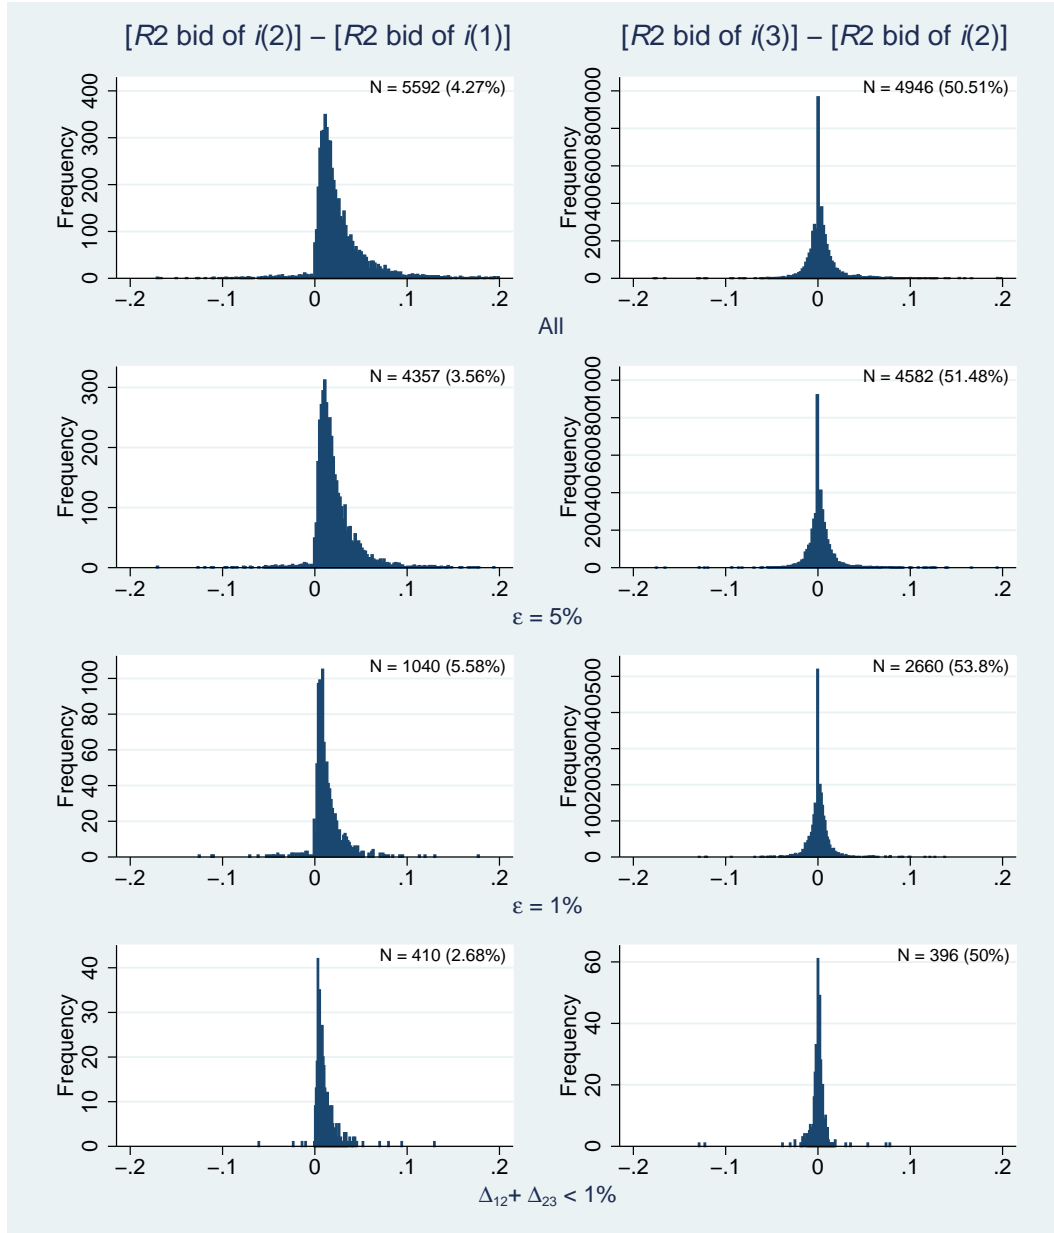 [R2 bid of i(2)] – [R2 bid of i(1)]
[R2 bid of i(3)] – [R2 bid of i(2)]
N = 5592 (4.27%)
Frequency
0 100 200 300 400
–.2 –.1 0 .1 .2
N = 4946 (50.51%)
Frequency
0 200 400 600 800 1000
–.2 –.1 0 .1 .2
All
N = 4357 (3.56%)
Frequency
0 100 200 300
–.2 –.1 0 .1 .2
N = 4582 (51.48%)
Frequency
0 200 400 600 800 1000
–.2 –.1 0 .1 .2
ε = 5%
N = 1040 (5.58%)
Frequency
0 20 40 60 80 100
–.2 –.1 0 .1 .2
N = 2660 (53.8%)
Frequency
0 100 200 300 400 500
–.2 –.1 0 .1 .2
ε = 1%
N = 410 (2.68%)
Frequency
0 10 20 30 40
–.2 –.1 0 .1 .2
N = 396 (50%)
Frequency
0 20 40 60
–.2 –.1 0 .1 .2
Δ₁₂+ Δ₂₃ < 1%